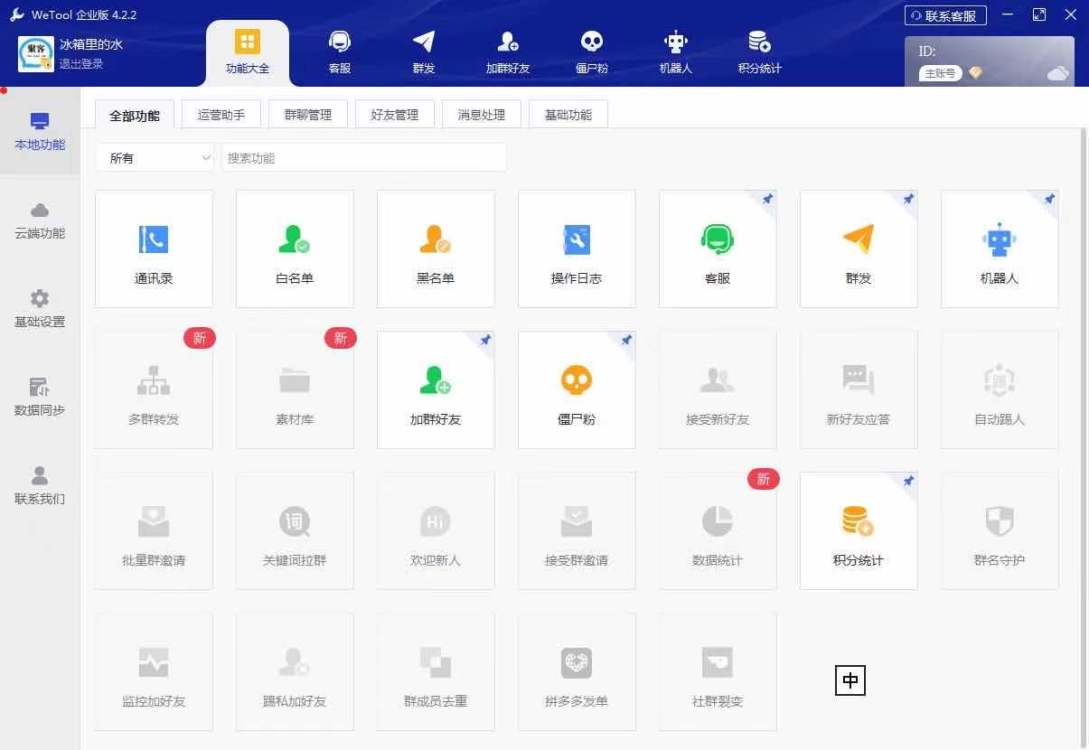 WeTool 企业版 4.2.2
联系客服
聚客
冰箱里的水
退出登录
功能大全
客服
群发
加群好友
僵尸粉
机器人
积分统计
ID:
主账号
本地功能
云端功能
基础设置
数据同步
联系我们
全部功能
运营助手
群聊管理
好友管理
消息处理
基础功能
所有
搜索功能
通讯录
白名单
黑名单
操作日志
客服
群发
机器人
新
多群转发
新
素材库
加群好友
僵尸粉
接受新好友
新好友应答
自动踢人
批量群邀请
词
关键词拉群
Hi
欢迎新人
接受群邀请
新
数据统计
积分统计
群名守护
监控加好友
踢私加好友
群成员去重
拼多多发单
社群裂变
中